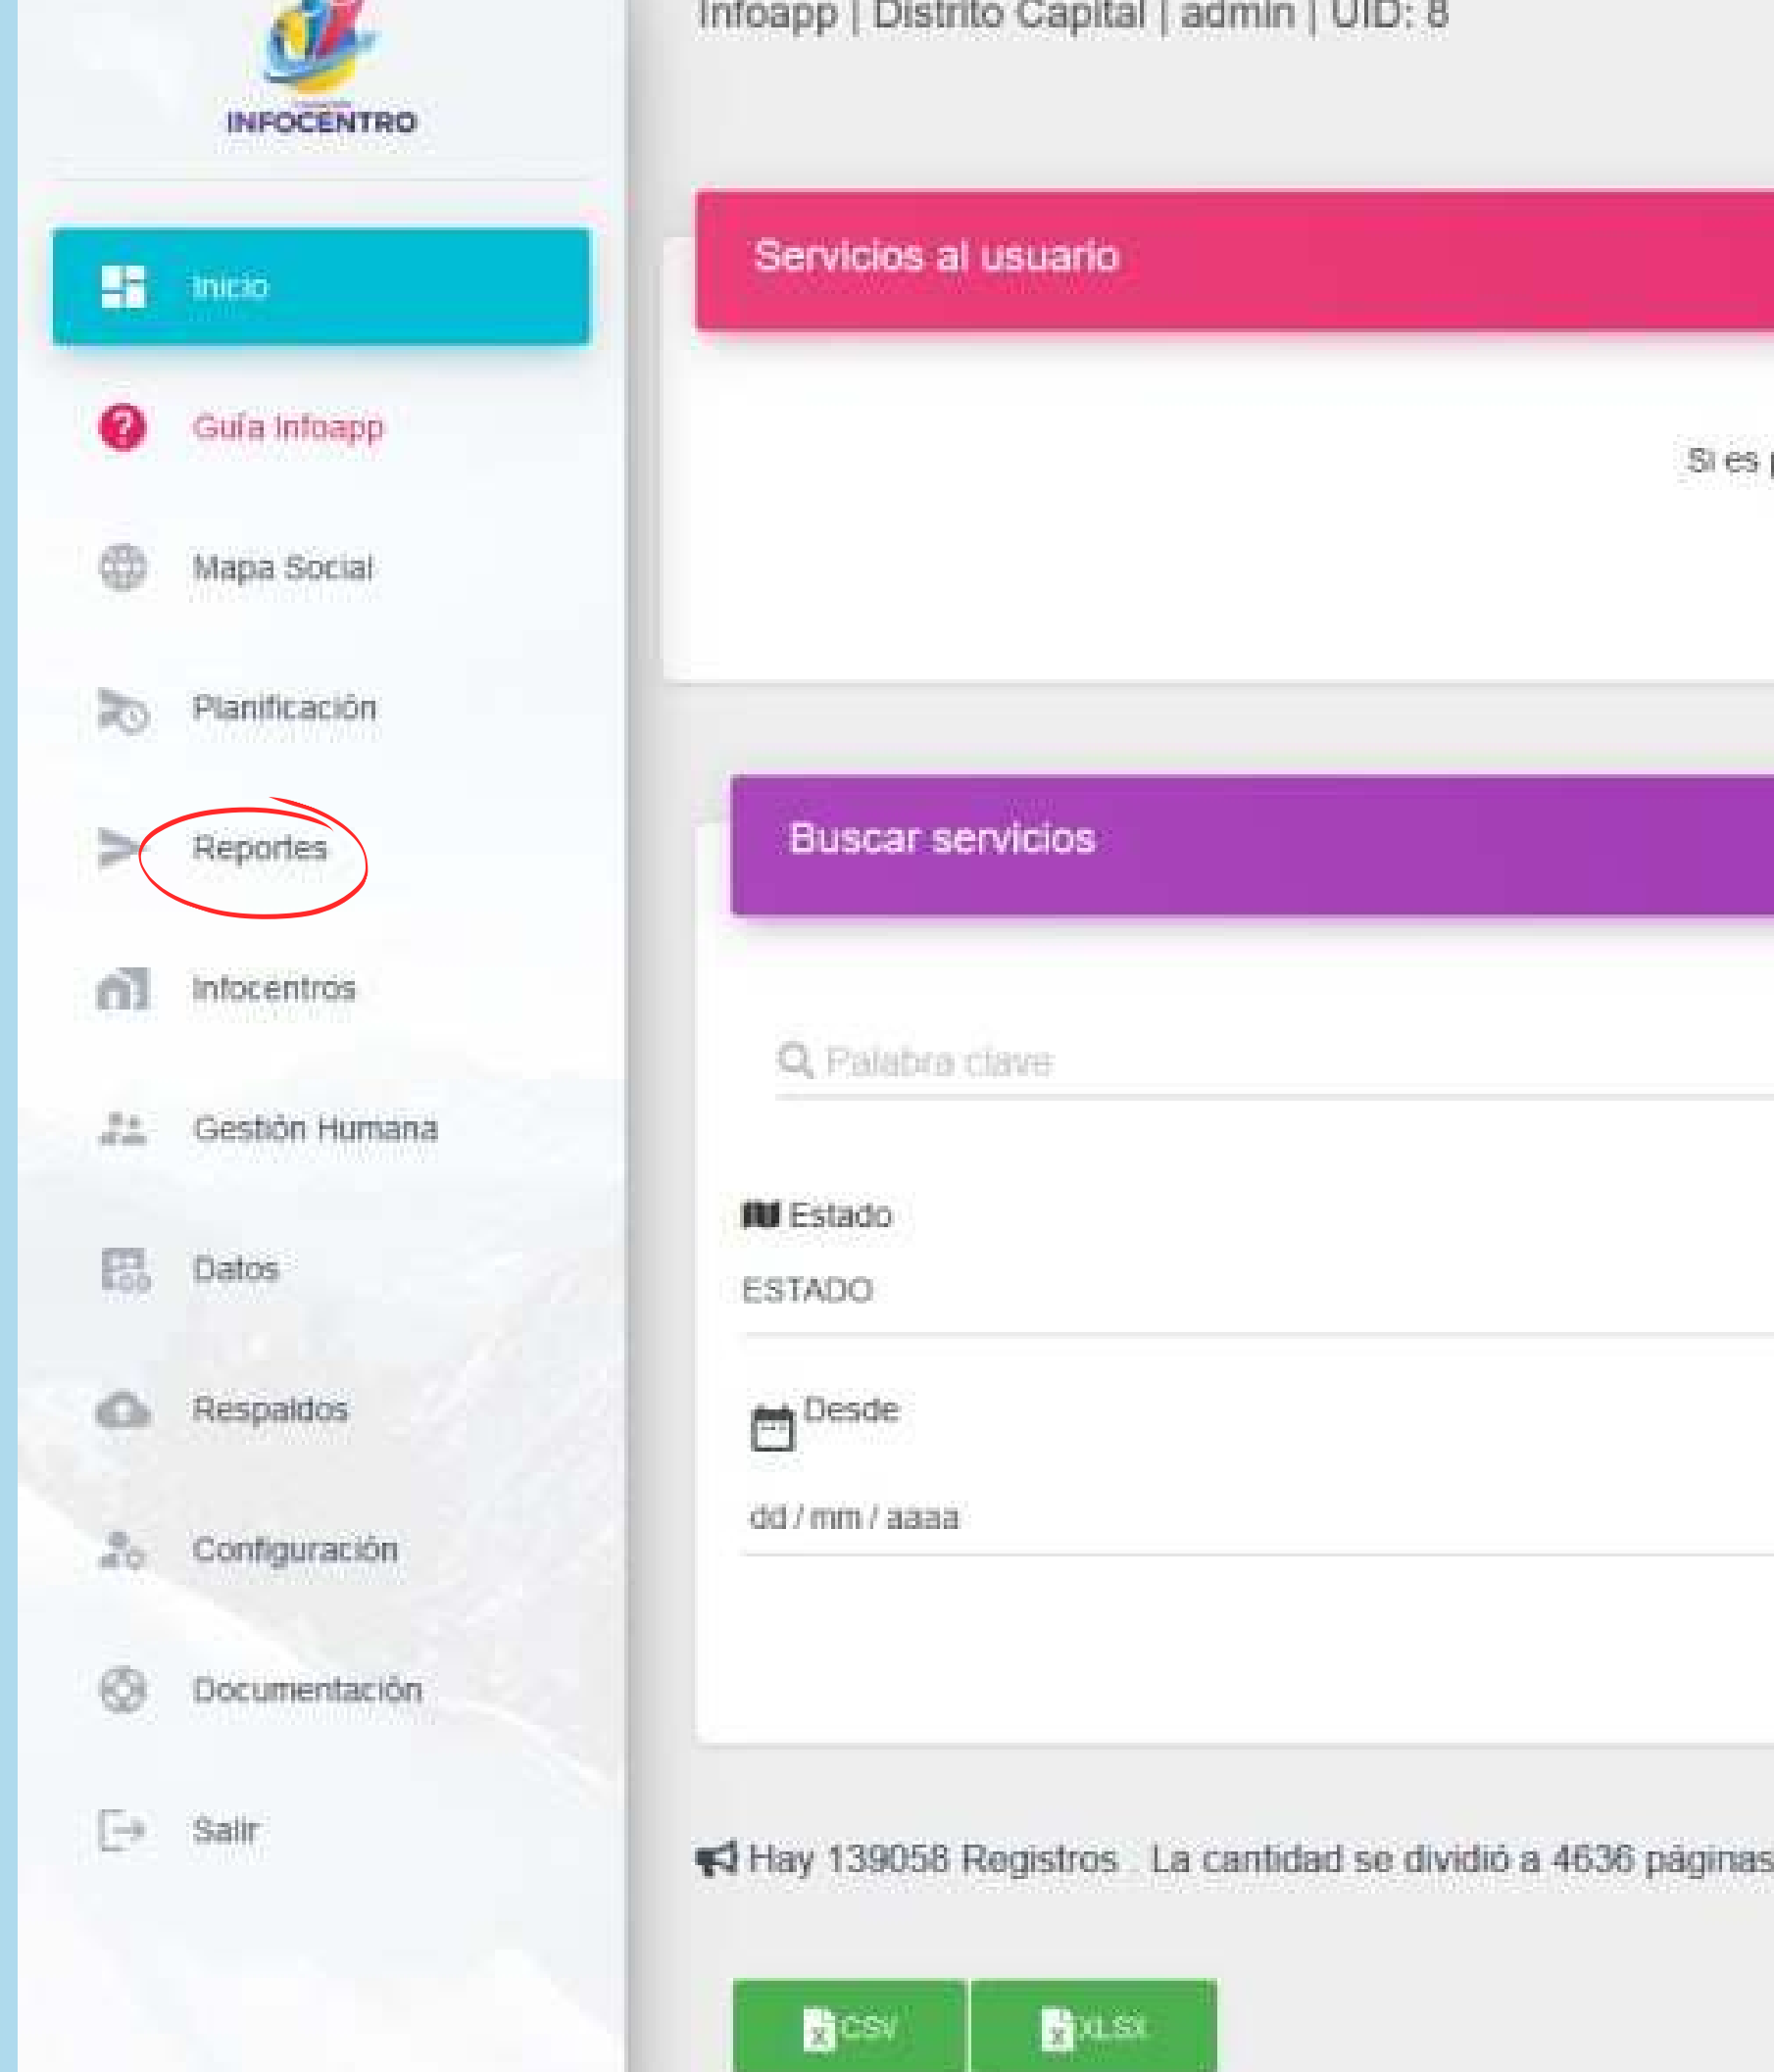 Infoapp | Distrito Capital | admin | UID: 8
INFOCENTRO
Inicio
Guía Infoapp
Mapa Social
Planificación
Reportes
Infocentros
Gestión Humana
Datos
Respaldos
Configuración
Documentación
Salir
Servicios al usuario
Si es
Buscar servicios
Palabra clave
Estado
ESTADO
Desde
dd / mm / aaaa
Hay 139058 Registros . La cantidad se dividió a 4636 páginas
CSV
XLSX